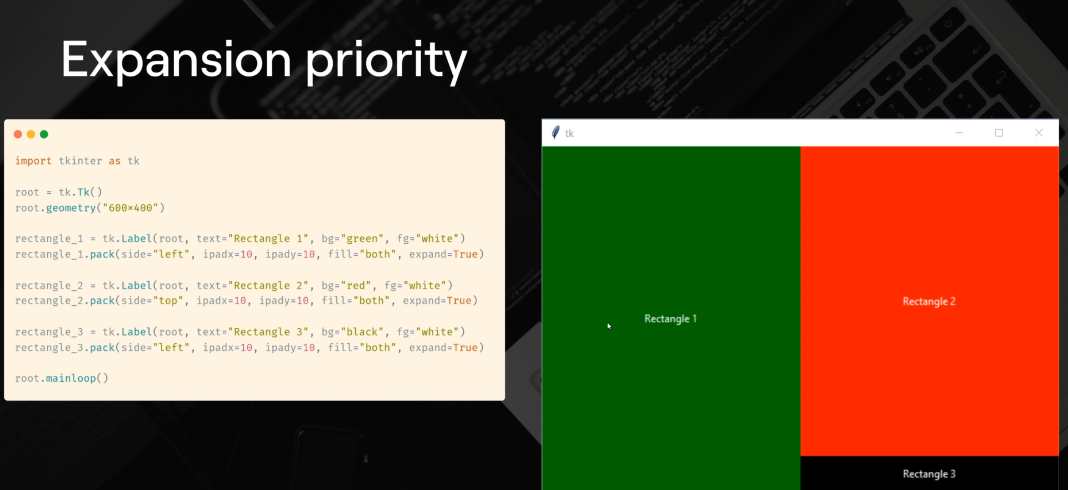 Expansion priority
import tkinter as tk
root = tk.Tk()
root.geometry("600×400")
rectangle_1 = tk.Label(root, text="Rectangle 1", bg="green", fg="white")
rectangle_1.pack(side="left", ipadx=10, ipady=10, fill="both", expand=True)
rectangle_2 = tk.Label(root, text="Rectangle 2", bg="red", fg="white")
rectangle_2.pack(side="top", ipadx=10, ipady=10, fill="both", expand=True)
rectangle_3 = tk.Label(root, text="Rectangle 3", bg="black", fg="white")
rectangle_3.pack(side="left", ipadx=10, ipady=10, fill="both", expand=True)
root.mainloop()
tk
Rectangle 1
Rectangle 2
Rectangle 3